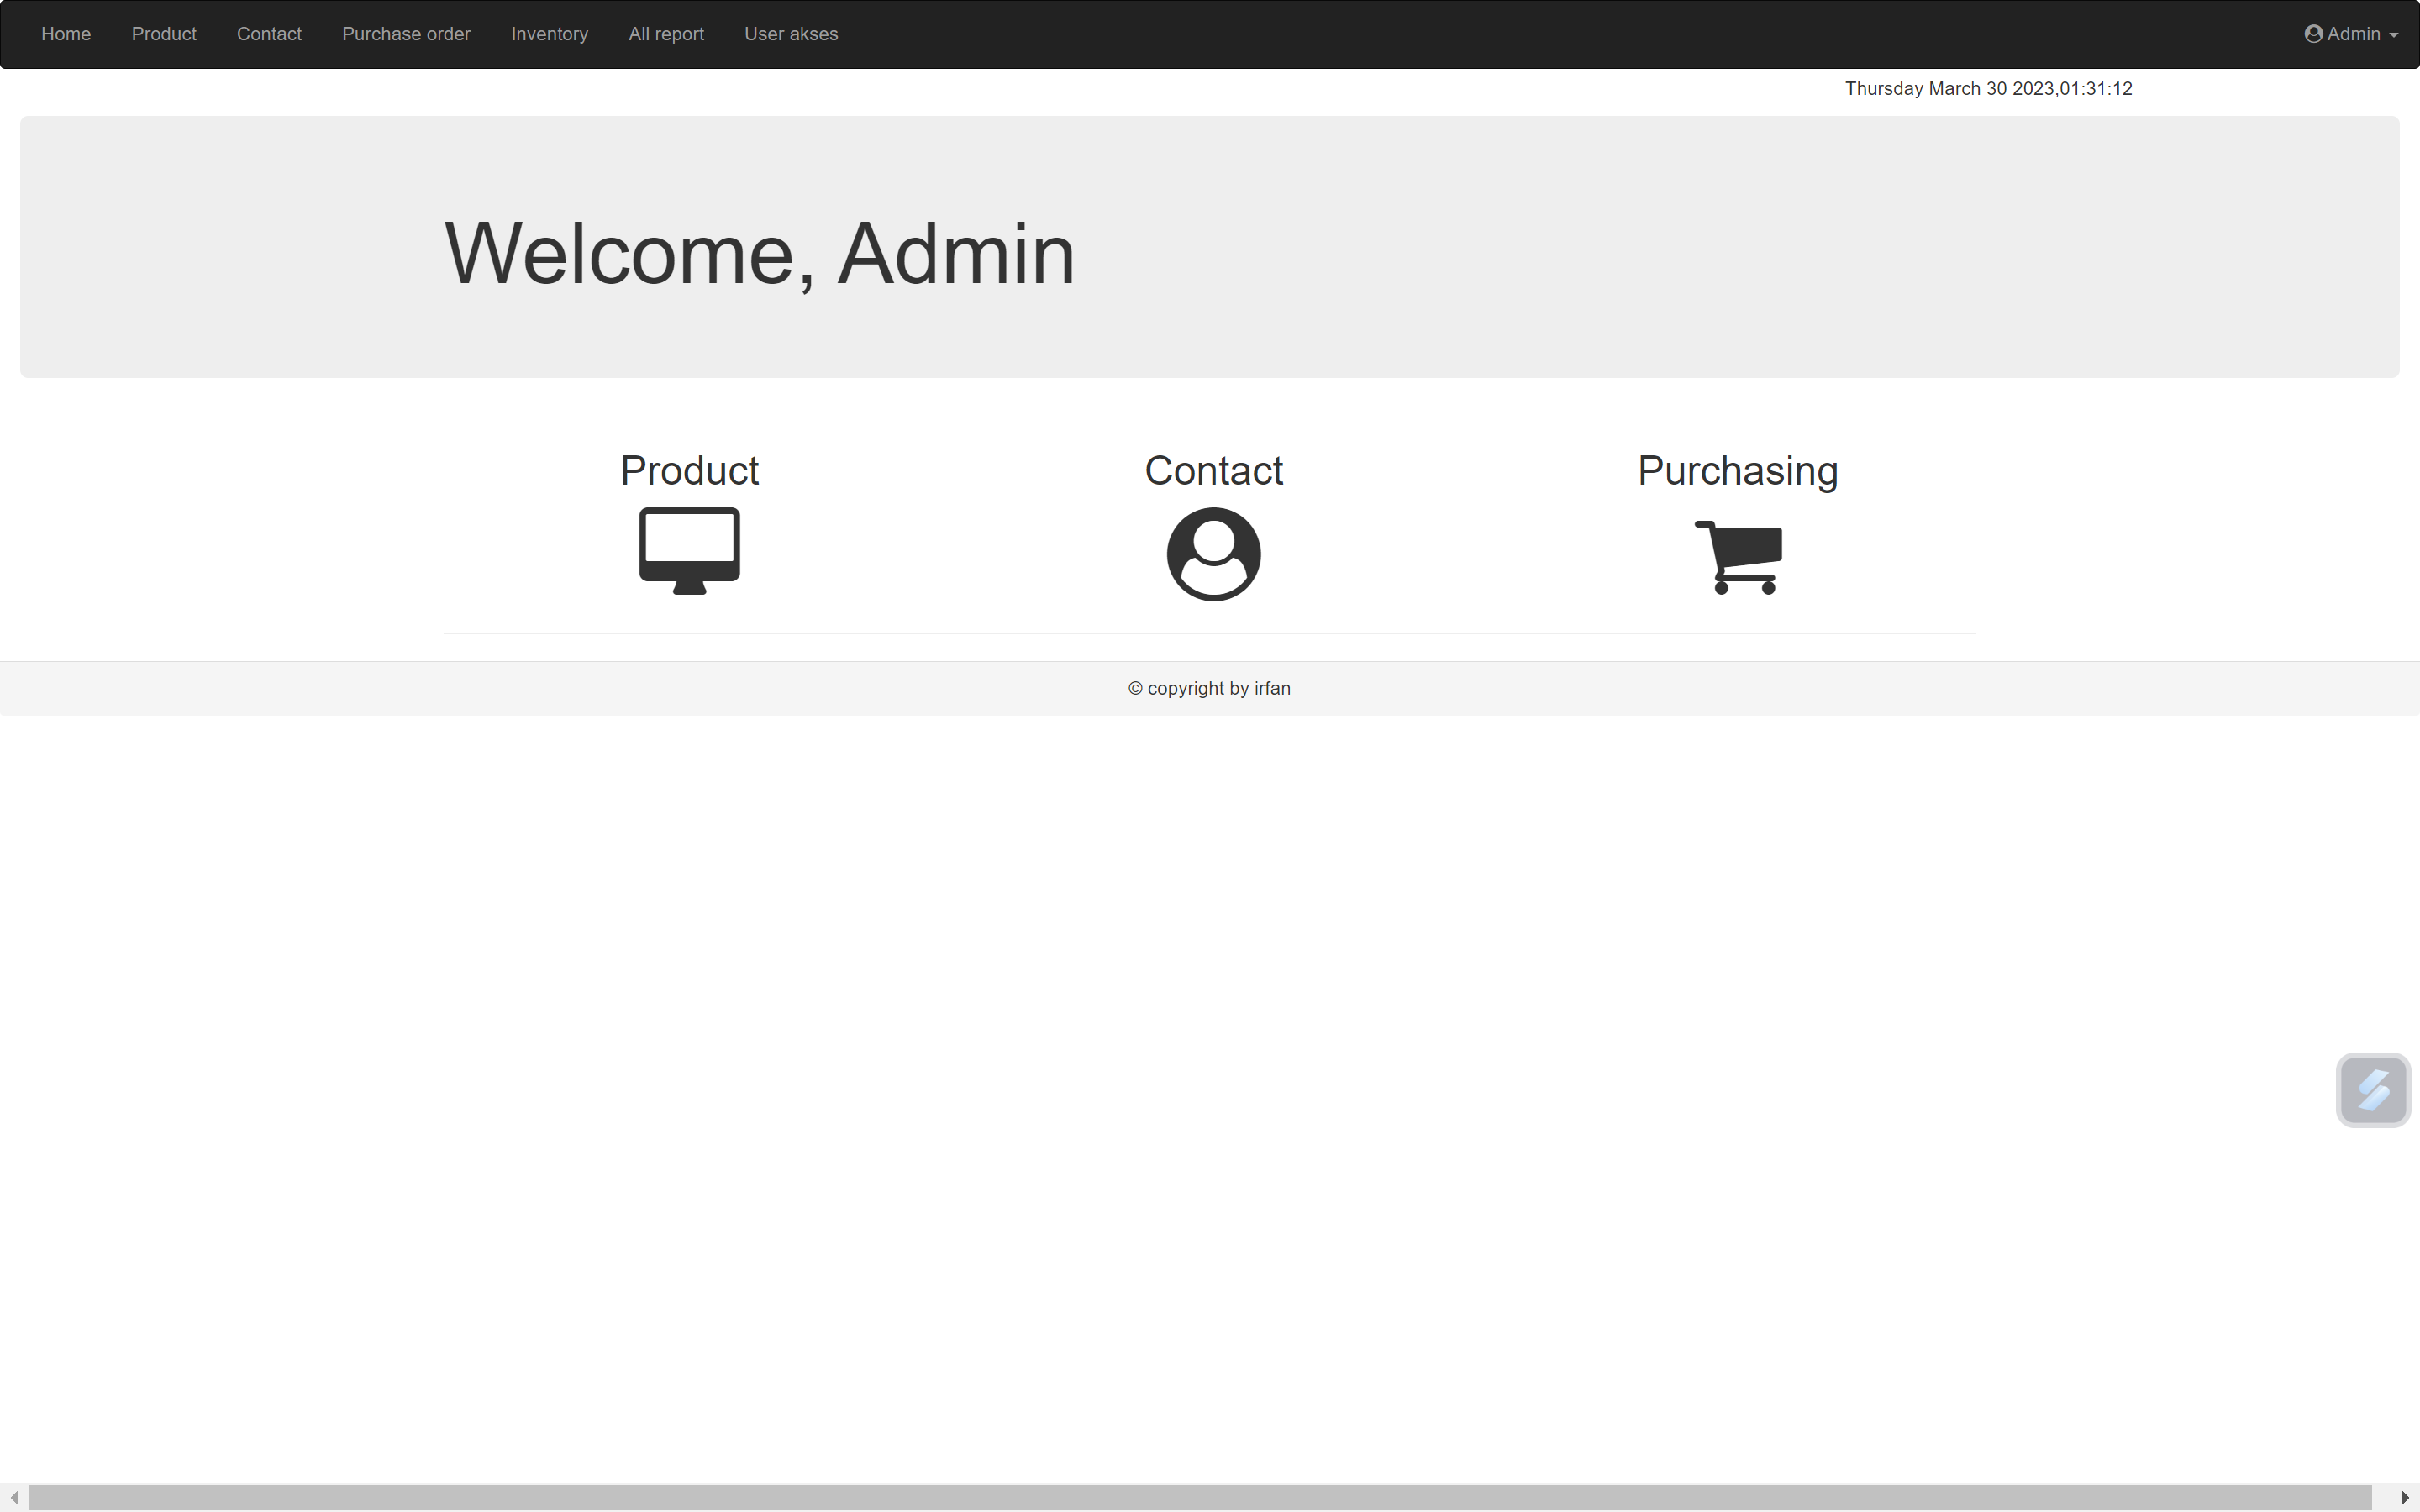 Home Product Contact Purchase order Inventory All report User akses Admin
Thursday March 30 2023,01:31:12
Welcome, Admin
Product Contact Purchasing
© copyright by irfan